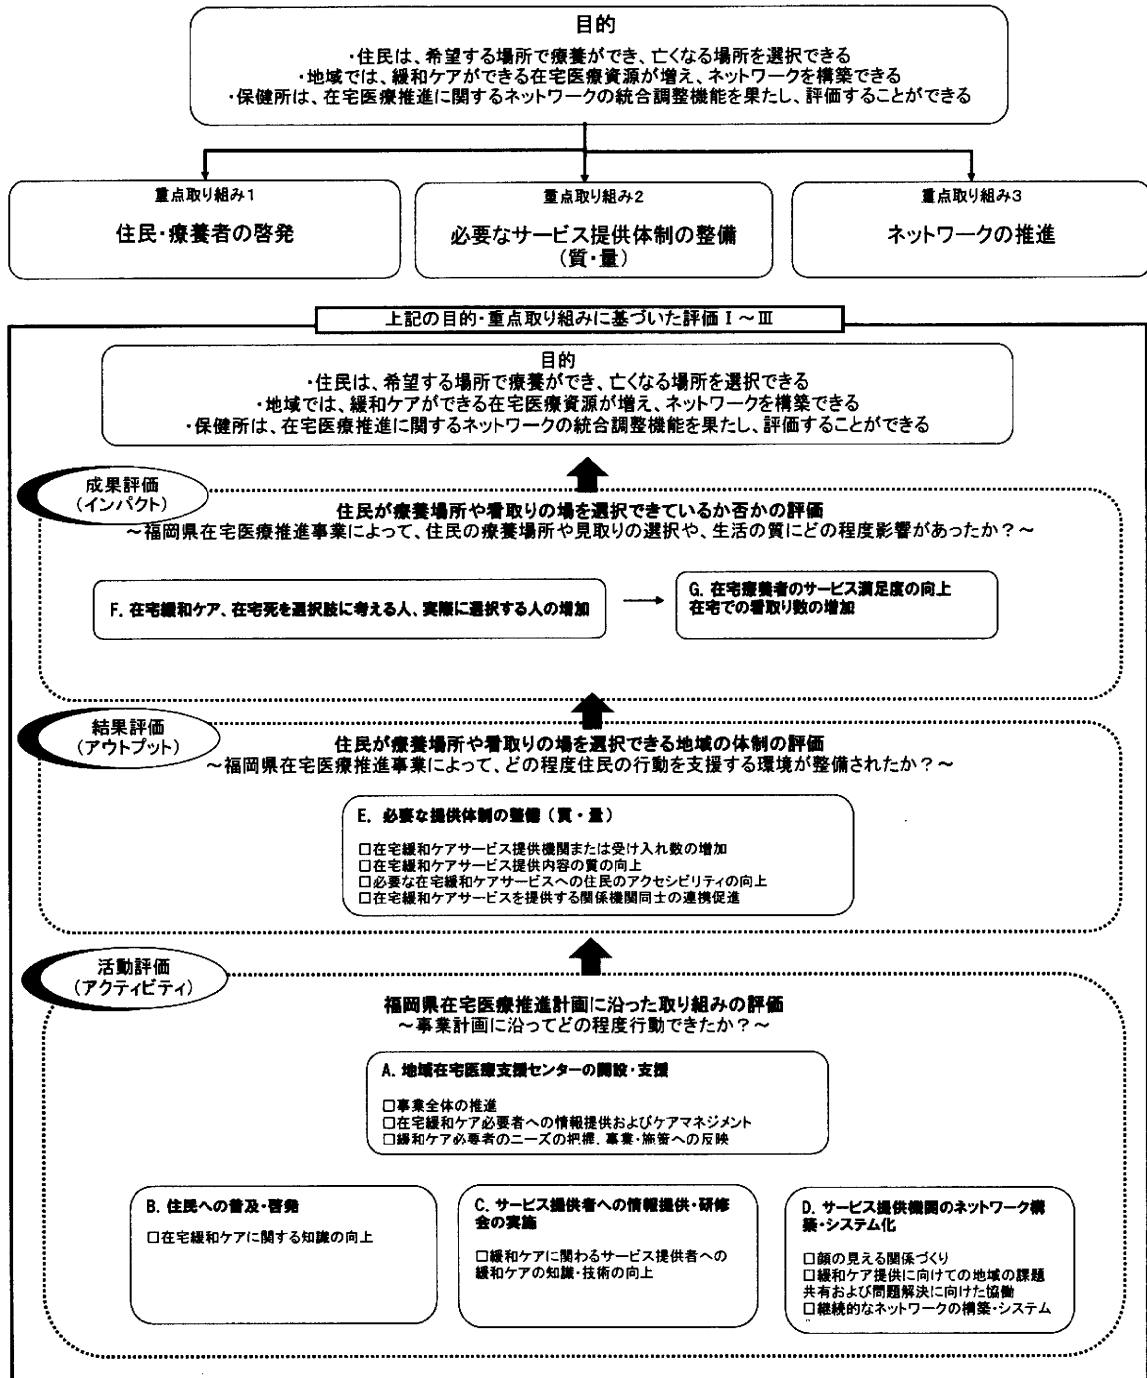 目的
・住民は、希望する場所で療養ができ、亡くなる場所を選択できる
・地域では、緩和ケアができる在宅医療資源が増え、ネットワークを構築できる
・保健所は、在宅医療推進に関するネットワークの統合調整機能を果たし、評価することができる
重点取り組み1
住民・療養者の啓発
重点取り組み2
必要なサービス提供体制の整備
(質・量)
重点取り組み3
ネットワークの推進
上記の目的・重点取り組みに基づいた評価Ⅰ～Ⅲ
目的
・住民は、希望する場所で療養ができ、亡くなる場所を選択できる
・地域では、緩和ケアができる在宅医療資源が増え、ネットワークを構築できる
・保健所は、在宅医療推進に関するネットワークの統合調整機能を果たし、評価することができる
成果評価
(インパクト)
住民が療養場所や看取りの場を選択できているか否かの評価
～福岡県在宅医療推進事業によって、住民の療養場所や見取りの選択や、生活の質にどの程度影響があったか？～
F. 在宅緩和ケア、在宅死を選択肢に考える人、実際に選択する人の増加
G. 在宅療養者のサービス満足度の向上
在宅での看取り数の増加
結果評価
(アウトプット)
住民が療養場所や看取りの場を選択できる地域の体制の評価
～福岡県在宅医療推進事業によって、どの程度住民の行動を支援する環境が整備されたか？～
E. 必要な提供体制の整備（質・量）
□在宅緩和ケアサービス提供機関または受け入れ数の増加
□在宅緩和ケアサービス提供内容の質の向上
□必要な在宅緩和ケアサービスへの住民のアクセシビリティの向上
□在宅緩和ケアサービスを提供する関係機関同士の連携促進
活動評価
(アクティビティ)
福岡県在宅医療推進計画に沿った取り組みの評価
～事業計画に沿ってどの程度行動できたか？～
A. 地域在宅医療支援センターの開設・支援
□事業全体の推進
□在宅緩和ケア必要者への情報提供およびケアマネジメント
□緩和ケア必要者のニーズの把握、事業・施策への反映
B. 住民への普及・啓発
□在宅緩和ケアに関する知識の向上
C. サービス提供者への情報提供・研修
会の実施
□緩和ケアに関わるサービス提供者への
緩和ケアの知識・技術の向上
D. サービス提供機関のネットワーク構
築・システム化
□顔の見える関係づくり
□緩和ケア提供に向けての地域の課題
共有および問題解決に向けた協働
□継続的なネットワークの構築・システム